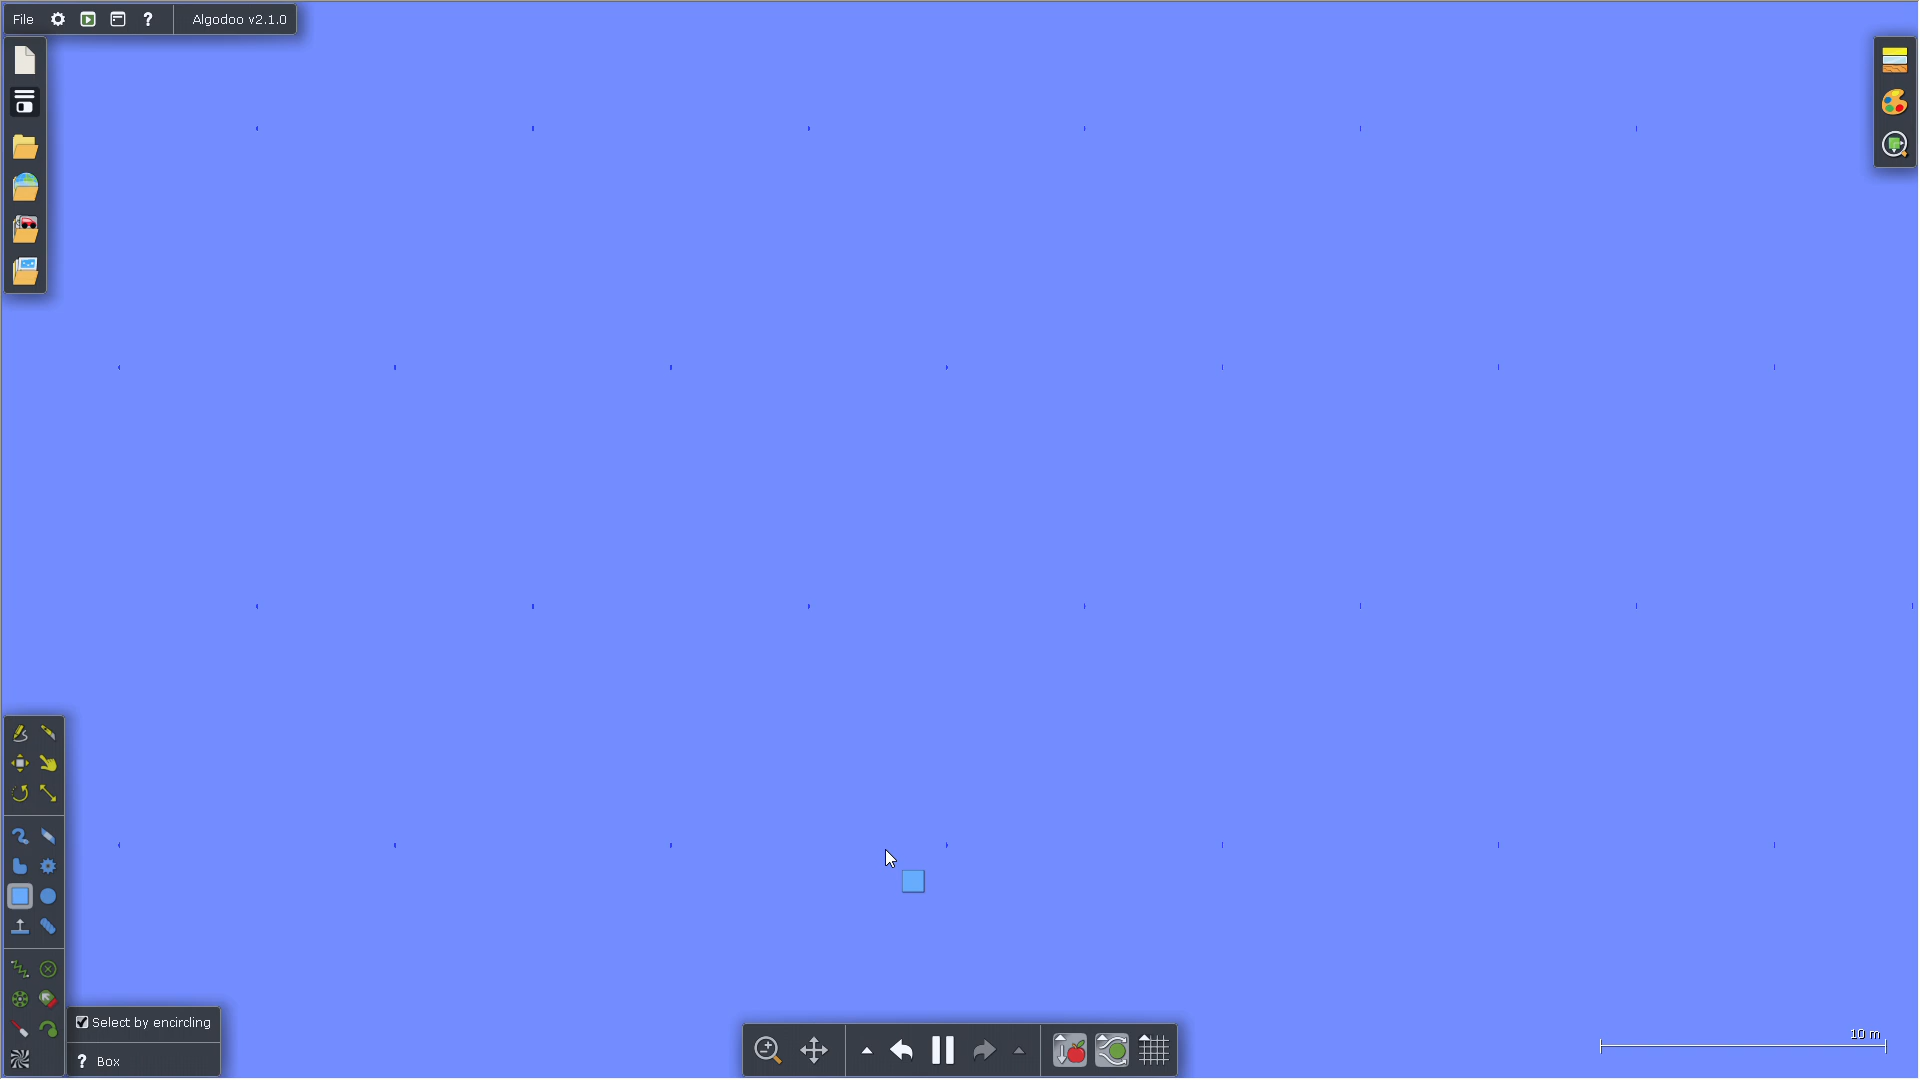 File ? Algodoo v2.1.0
10 m
Select by encircling
? Box